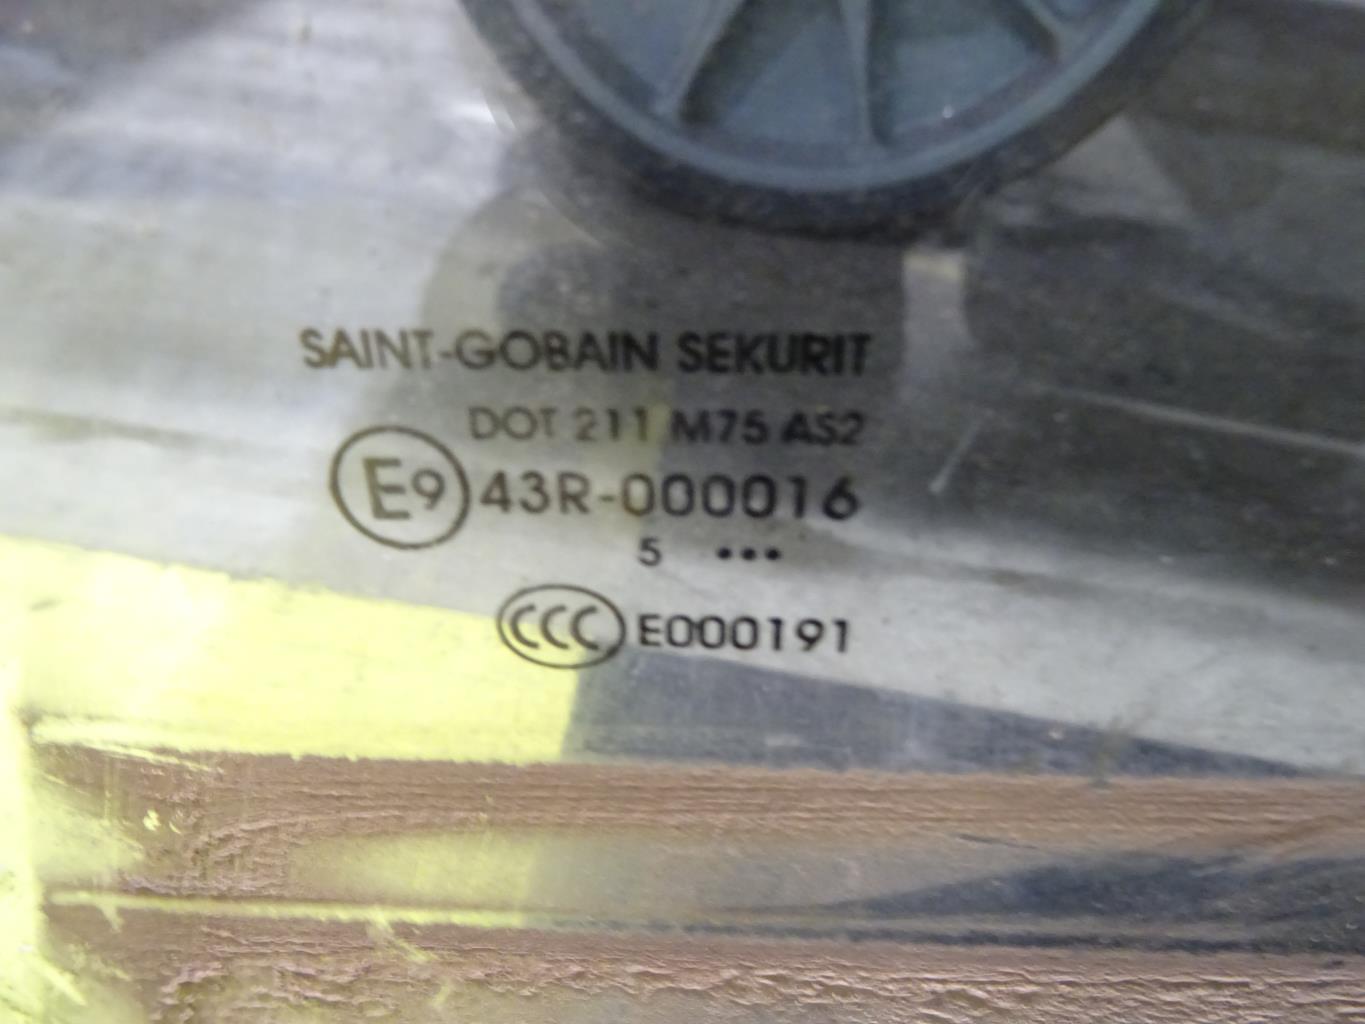 SAINT-GOBAIN SEKURIT
DOT 211 M75 AS2
E9 43R-000016
5 •••
CCC E000191